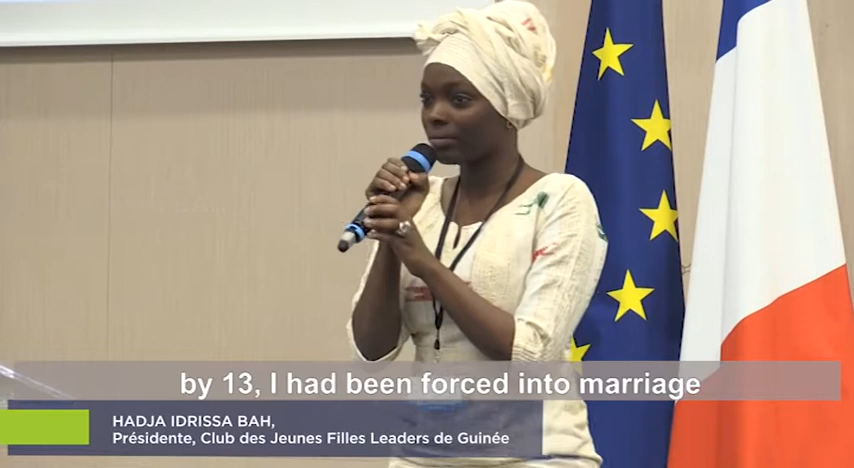 by 13, I had been forced into marriage
HADJA IDRISSA BAH,
Présidente, Club des Jeunes Filles Leaders de Guinée